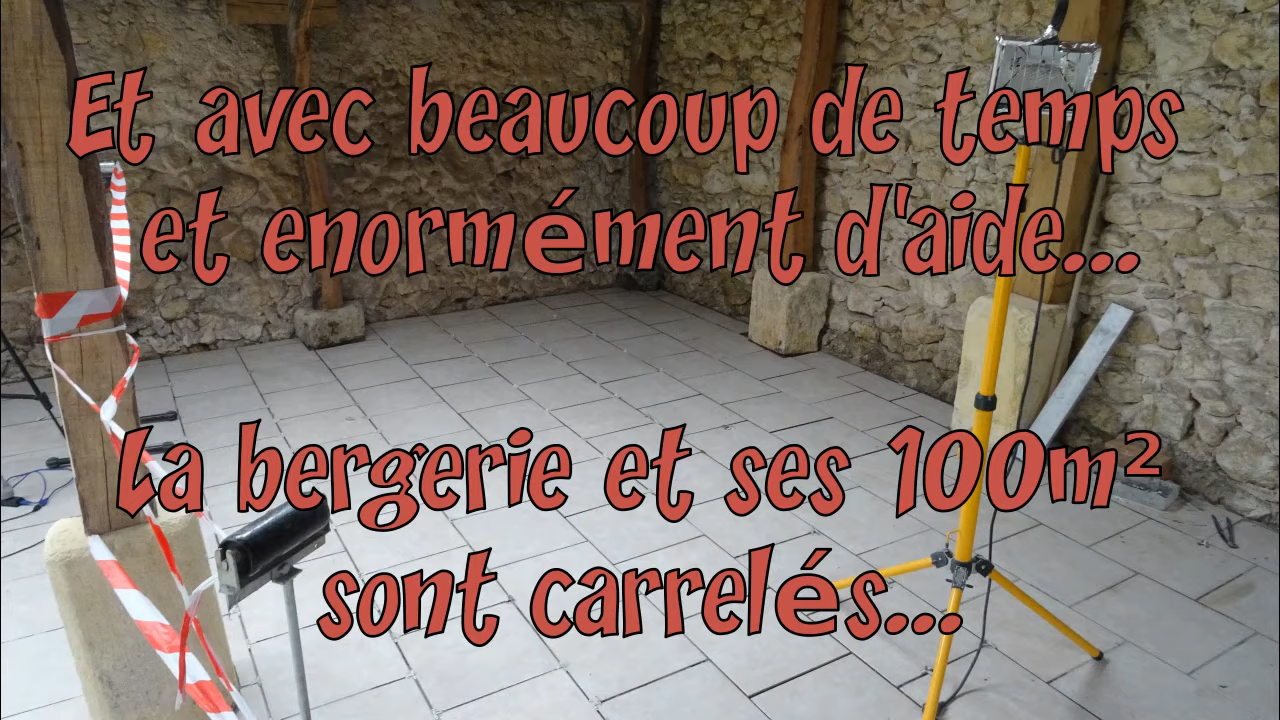 Et avec beaucoup de temps
et enormément d'aide...
La bergerie et ses 100m²
sont carrelés...